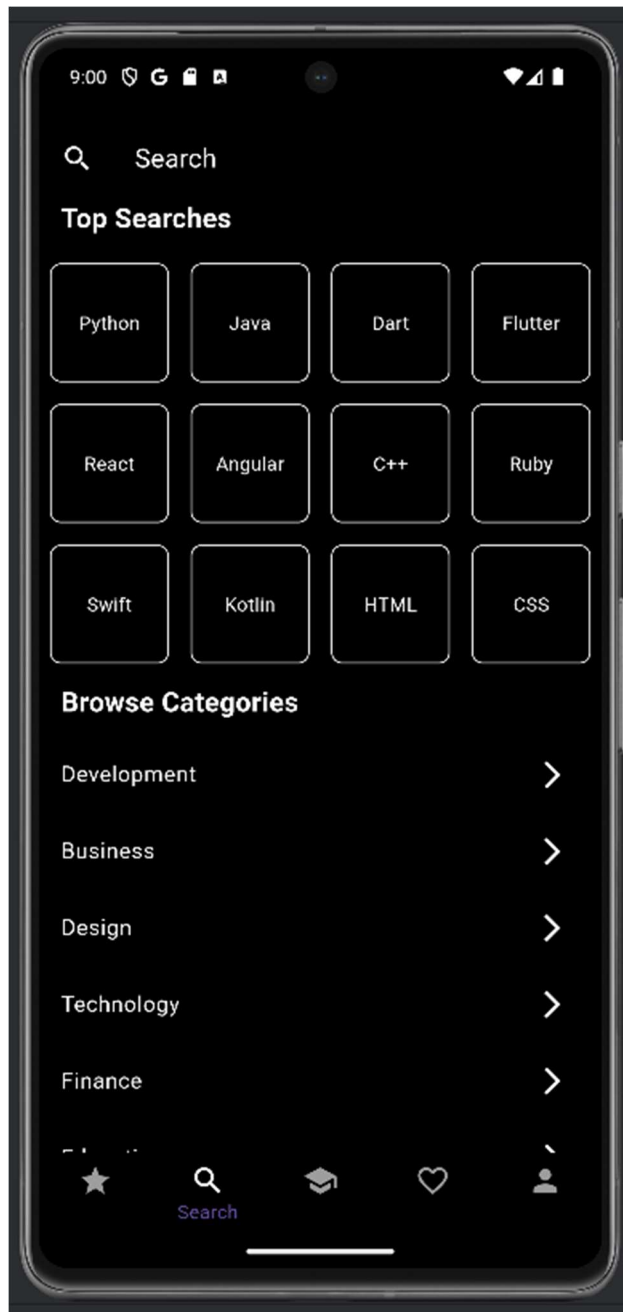 9:00
Search
Top Searches
Python Java Dart Flutter
React Angular C++ Ruby
Swift Kotlin HTML CSS
Browse Categories
Development
Business
Design
Technology
Finance
Search